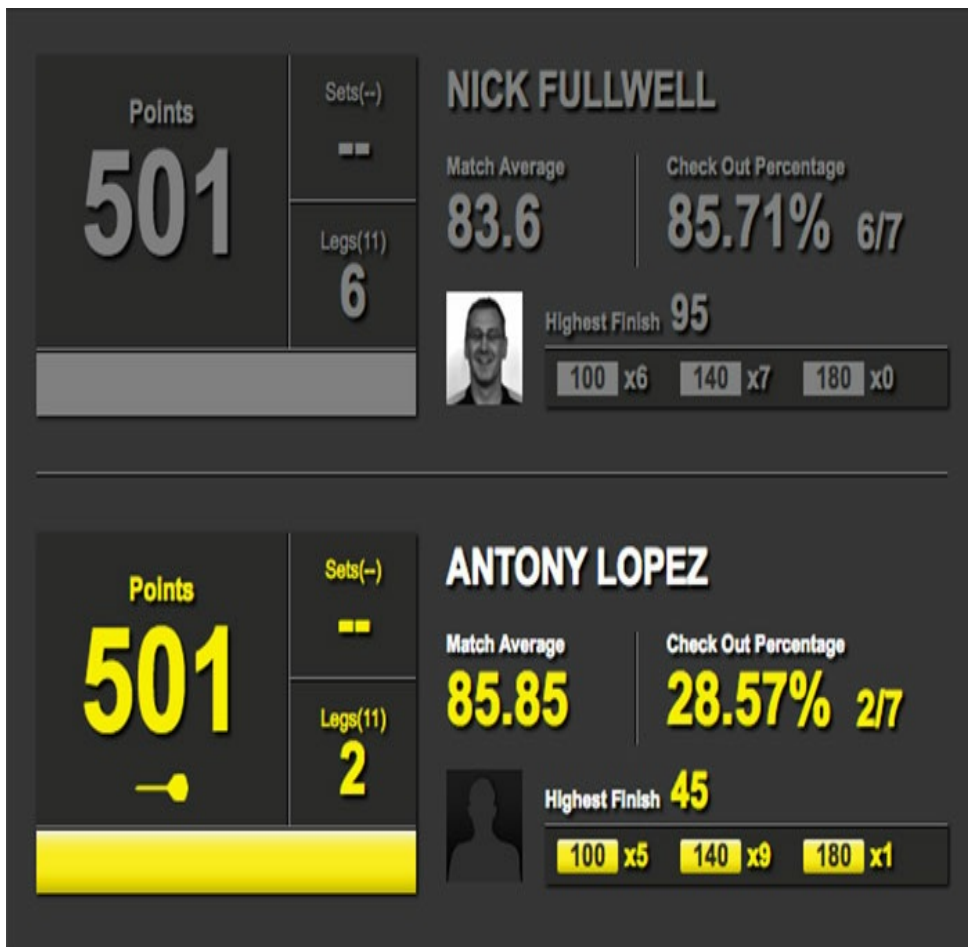 NICK FULLWELL
Points
501
Sets(--)
--
Legs(11)
6
Match Average
83.6
Check Out Percentage
85.71% 6/7
Highest Finish 95
100 x6 140 x7 180 x0
ANTONY LOPEZ
Points
501
Sets(--)
--
Legs(11)
2
Match Average
85.85
Check Out Percentage
28.57% 2/7
Highest Finish 45
100 x5 140 x9 180 x1